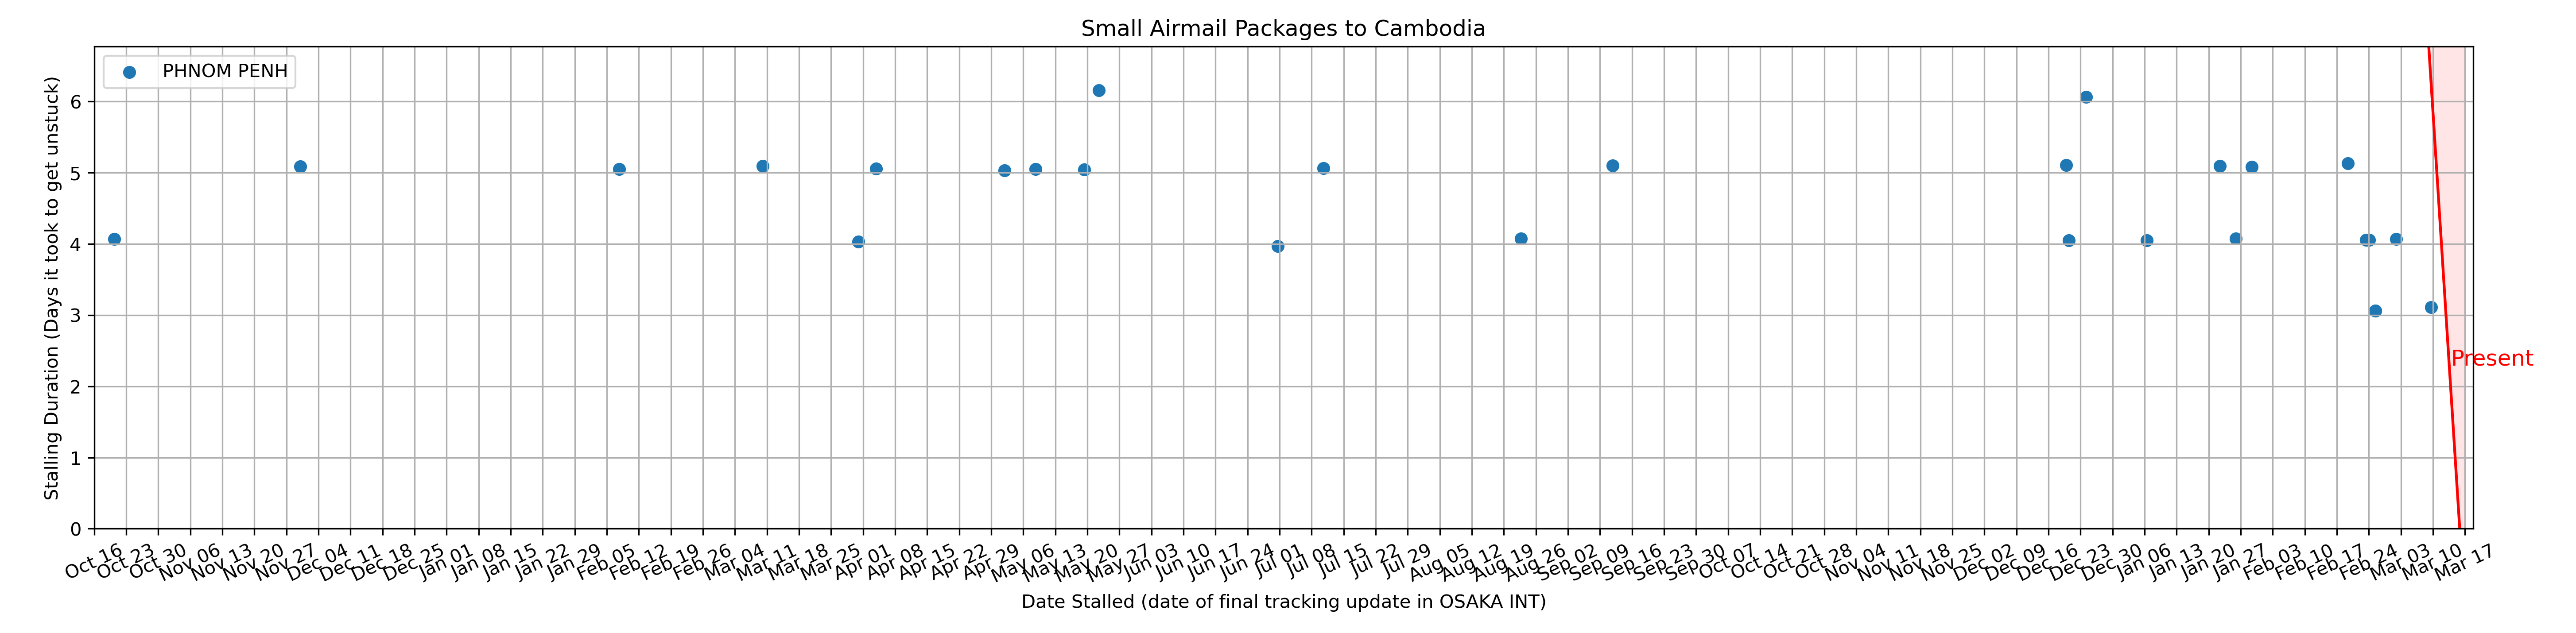 Small Airmail Packages to Cambodia
PHNOM PENH
Stalling Duration (Days it took to get unstuck)
6
5
4
3
2
1
0
Present
Oct 16
Oct 23
Oct 30
Nov 06
Nov 13
Nov 20
Nov 27
Dec 04
Dec 11
Dec 18
Dec 25
Jan 01
Jan 08
Jan 15
Jan 22
Jan 29
Feb 05
Feb 12
Feb 19
Feb 26
Mar 04
Mar 11
Mar 18
Mar 25
Apr 01
Apr 08
Apr 15
Apr 22
Apr 29
May 06
May 13
May 20
May 27
Jun 03
Jun 10
Jun 17
Jun 24
Jul 01
Jul 08
Jul 15
Jul 22
Jul 29
Aug 05
Aug 12
Aug 19
Aug 26
Sep 02
Sep 09
Sep 16
Sep 23
Sep 30
Oct 07
Oct 14
Oct 21
Oct 28
Nov 04
Nov 11
Nov 18
Nov 25
Dec 02
Dec 09
Dec 16
Dec 23
Dec 30
Jan 06
Jan 13
Jan 20
Jan 27
Feb 03
Feb 10
Feb 17
Feb 24
Mar 03
Mar 10
Mar 17
Date Stalled (date of final tracking update in OSAKA INT)